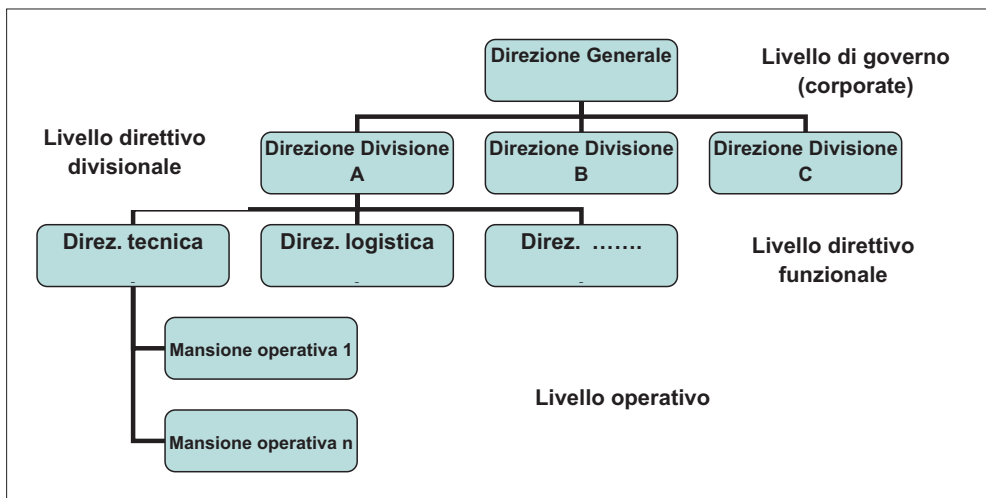 Direzione Generale
Livello di governo
(corporate)
Livello direttivo
divisionale
Direzione Divisione
A
Direzione Divisione
B
Direzione Divisione
C
Direz. tecnica
-
Direz. logistica
-
Direz. …….
-
Livello direttivo
funzionale
Mansione operativa 1
Livello operativo
Mansione operativa n